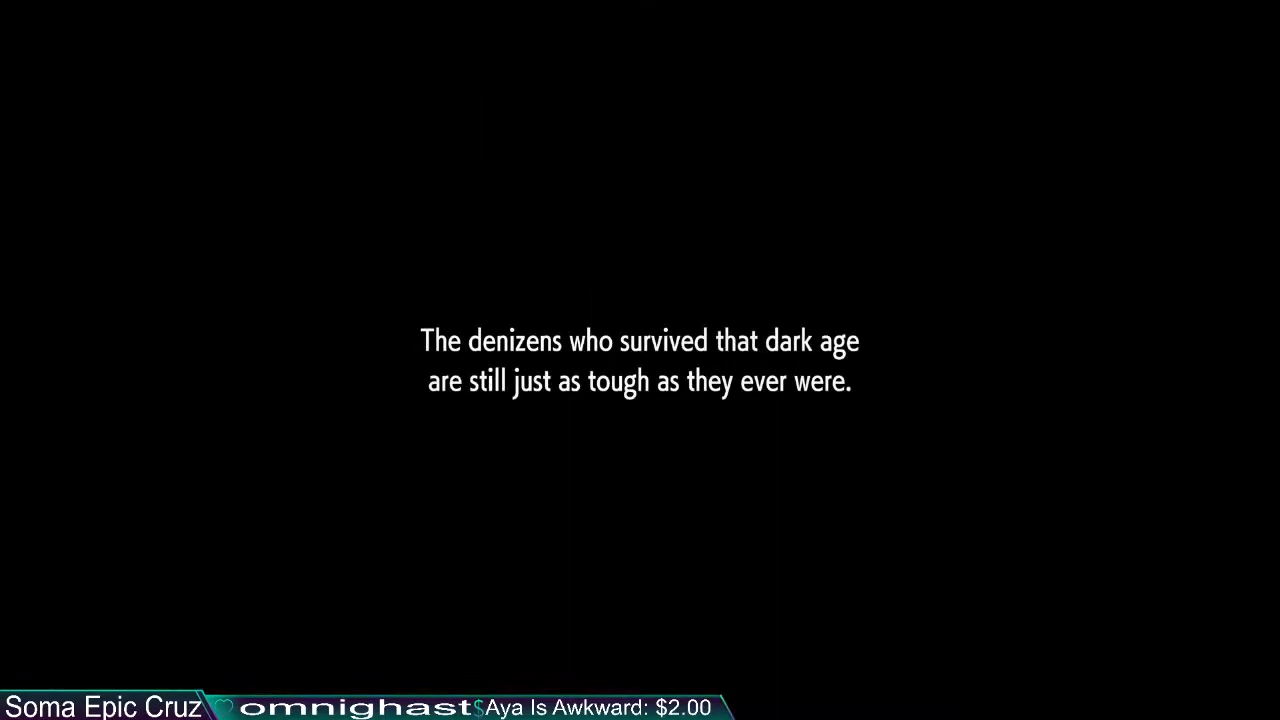 The denizens who survived that dark age
are still just as tough as they ever were.
Soma Epic Cruz omnighast $Aya Is Awkward: $2.00